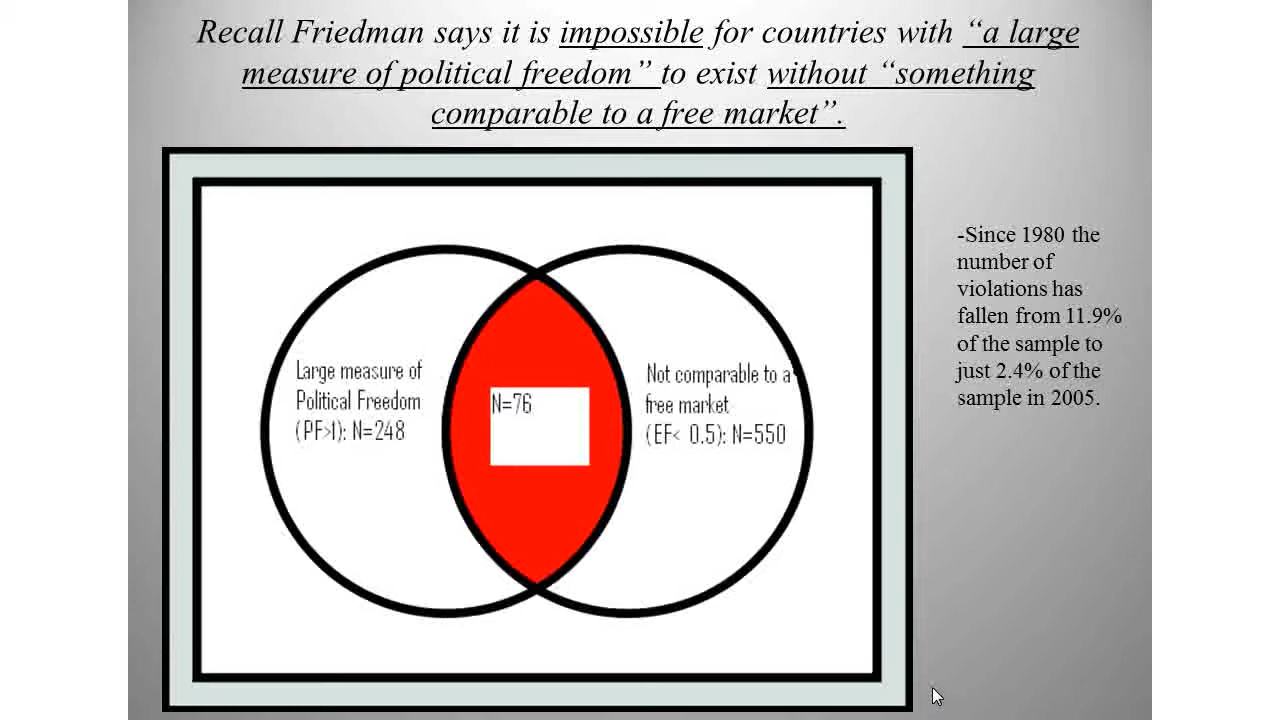 Recall Friedman says it is impossible for countries with “a large
measure of political freedom” to exist without “something
comparable to a free market”.
-Since 1980 the
number of
violations has
fallen from 11.9%
of the sample to
just 2.4% of the
sample in 2005.
Large measure of
Political Freedom
(PF>1): N=248
N=76
Not comparable to a
free market
(EF< 0.5): N=550